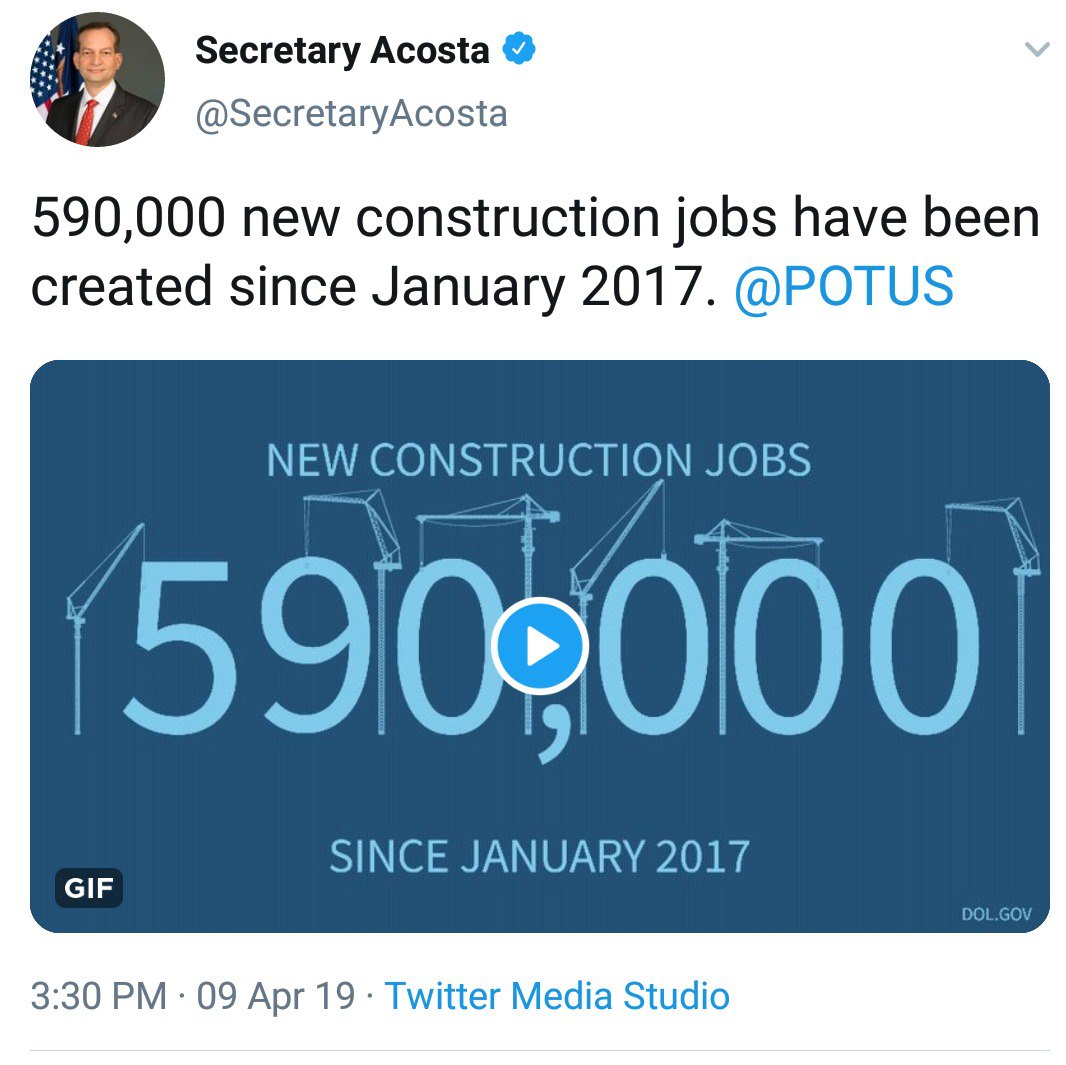 Secretary Acosta
@SecretaryAcosta
590,000 new construction jobs have been
created since January 2017. @POTUS
NEW CONSTRUCTION JOBS
590,000
SINCE JANUARY 2017
GIF
DOL.GOV
3:30 PM · 09 Apr 19 · Twitter Media Studio